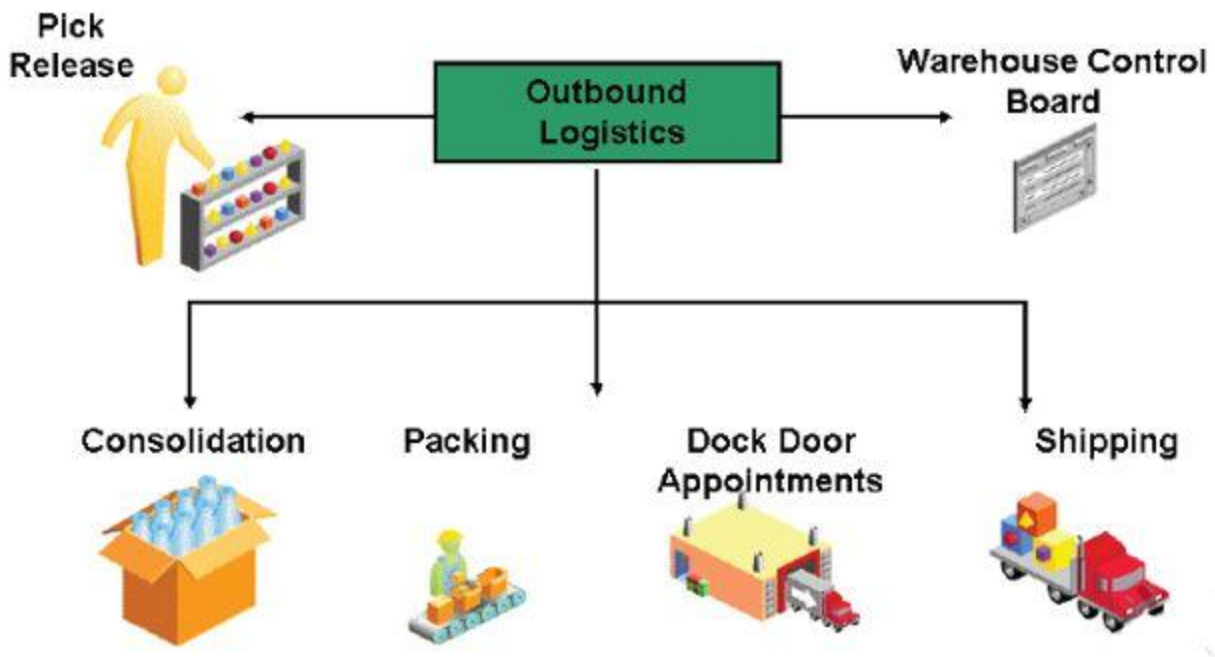 Pick
Release
Outbound
Logistics
Warehouse Control
Board
Consolidation
Packing
Dock Door
Appointments
Shipping